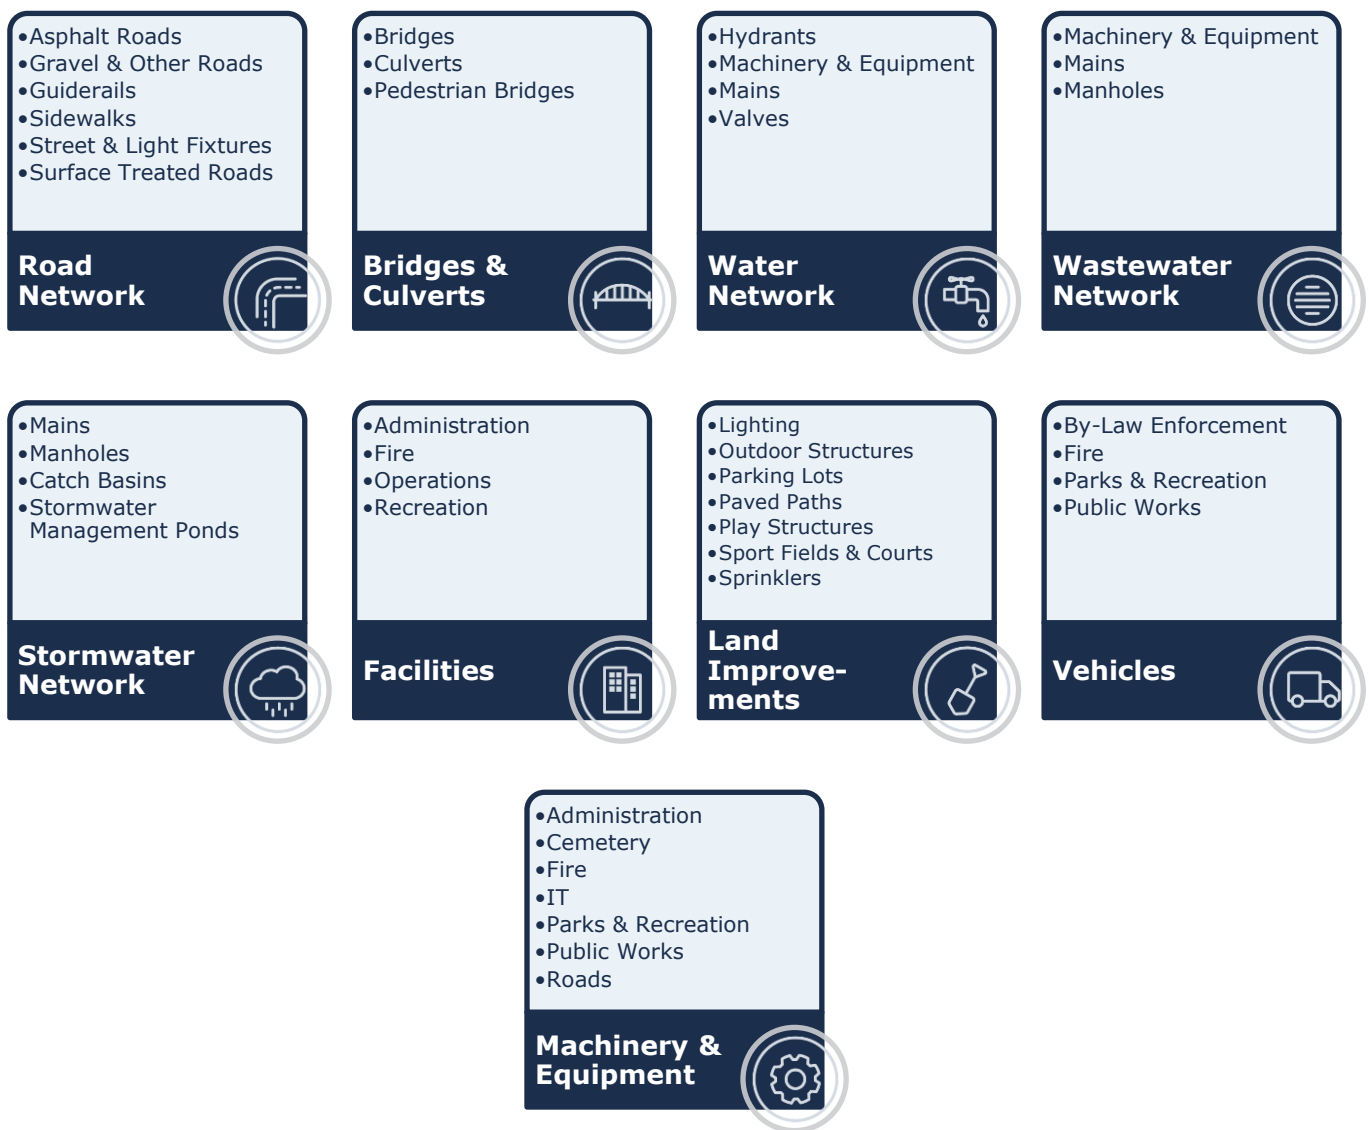 •Asphalt Roads
•Gravel & Other Roads
•Guiderails
•Sidewalks
•Street & Light Fixtures
•Surface Treated Roads
Road
Network
•Bridges
•Culverts
•Pedestrian Bridges
Bridges &
Culverts
•Hydrants
•Machinery & Equipment
•Mains
•Valves
Water
Network
•Machinery & Equipment
•Mains
•Manholes
Wastewater
Network
•Mains
•Manholes
•Catch Basins
•Stormwater
Management Ponds
Stormwater
Network
•Administration
•Fire
•Operations
•Recreation
Facilities
•Lighting
•Outdoor Structures
•Parking Lots
•Paved Paths
•Play Structures
•Sport Fields & Courts
•Sprinklers
Land
Improve-
ments
•By-Law Enforcement
•Fire
•Parks & Recreation
•Public Works
Vehicles
•Administration
•Cemetery
•Fire
•IT
•Parks & Recreation
•Public Works
•Roads
Machinery &
Equipment